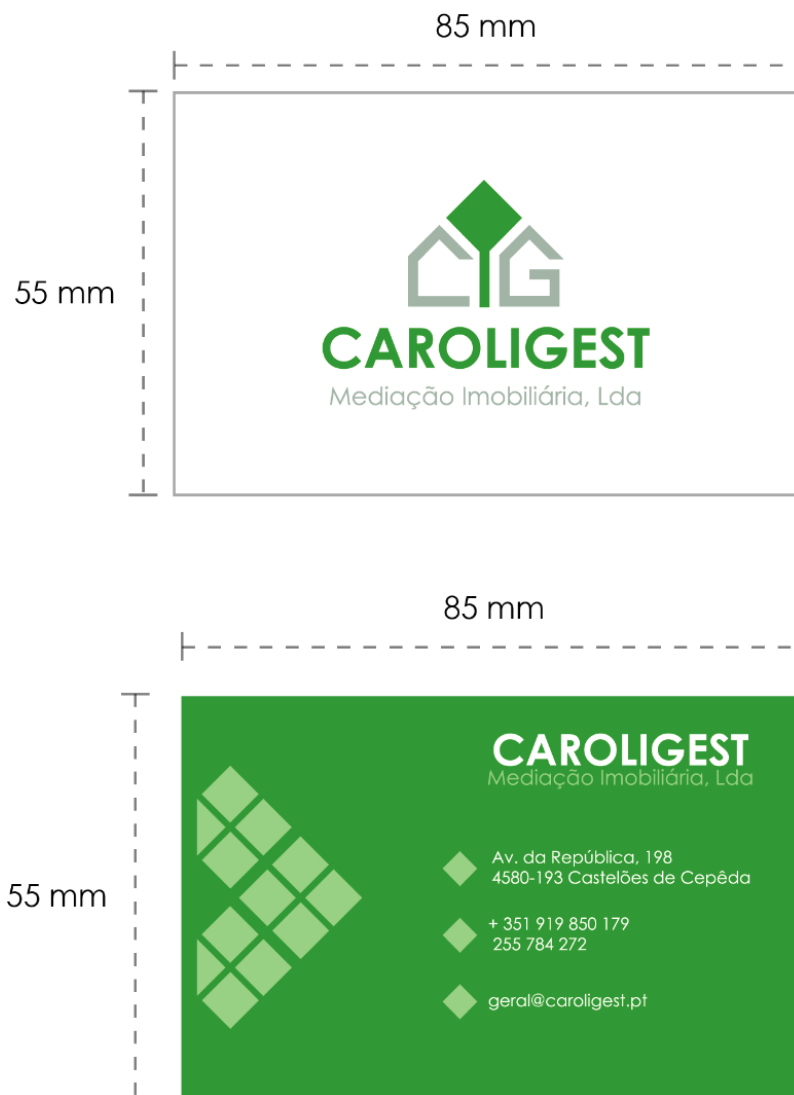 85 mm
55 mm
CYG
CAROLIGEST
Mediação Imobiliária, Lda
85 mm
55 mm
CAROLIGEST
Mediação Imobiliária, Lda
Av. da República, 198
4580-193 Castelões de Cepêda
+ 351 919 850 179
255 784 272
geral@caroligest.pt